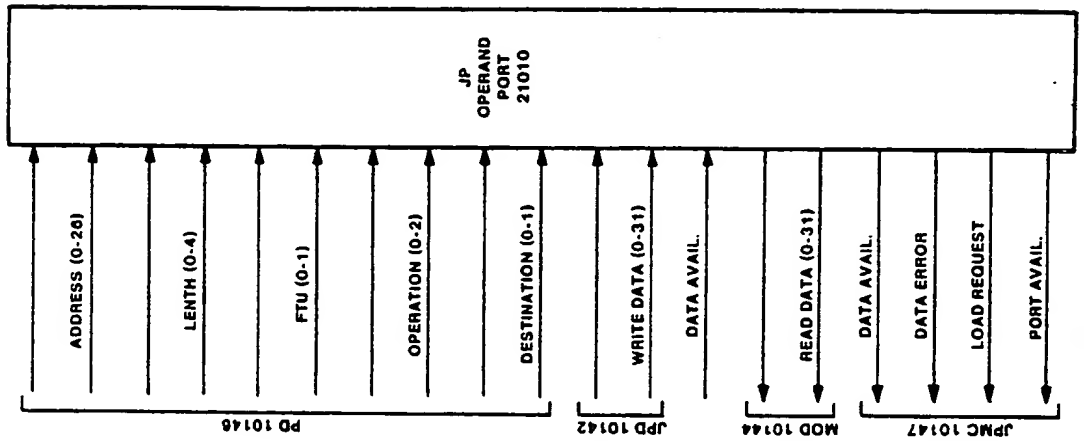 JP
OPERAND
PORT
21010
ADDRESS (0-26)
LENTH (0-4)
FTU (0-1)
OPERATION (0-2)
DESTINATION (0-1)
WRITE DATA (0-31)
DATA AVAIL.
READ DATA (0-31)
DATA AVAIL.
DATA ERROR
LOAD REQUEST
PORT AVAIL.
PD 10146
JPD 10142
MOD 10144
JPMC 10147